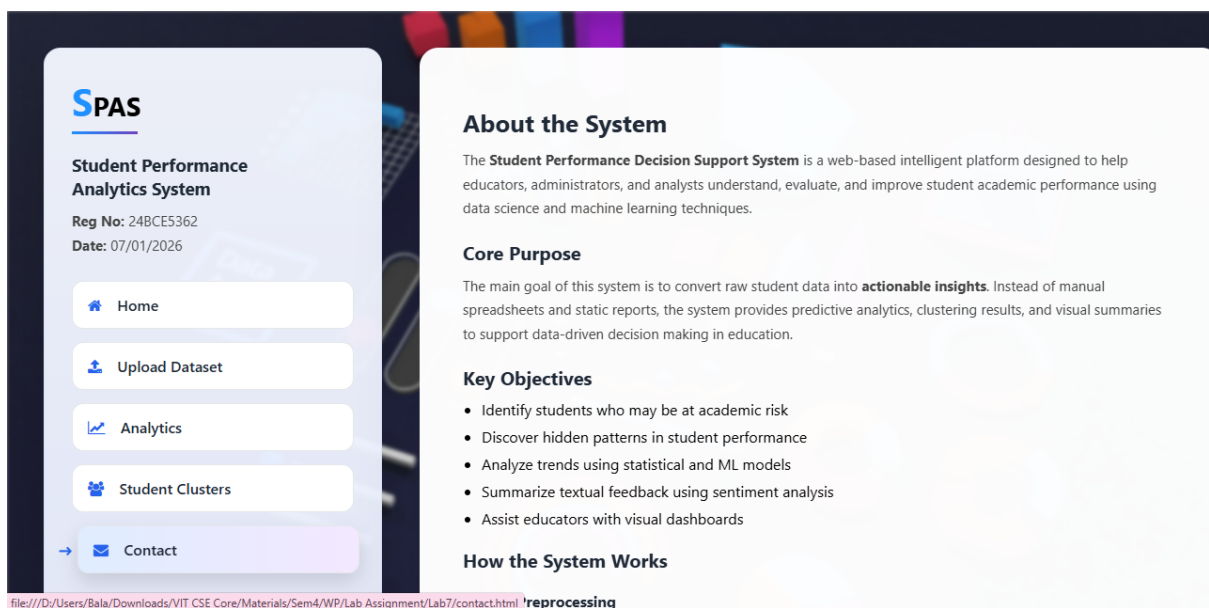 SPAS
Student Performance
Analytics System
Reg No: 24BCE5362
Date: 07/01/2026
Home
Upload Dataset
Analytics
Student Clusters
Contact
About the System
The Student Performance Decision Support System is a web-based intelligent platform designed to help
educators, administrators, and analysts understand, evaluate, and improve student academic performance using
data science and machine learning techniques.
Core Purpose
The main goal of this system is to convert raw student data into actionable insights. Instead of manual
spreadsheets and static reports, the system provides predictive analytics, clustering results, and visual summaries
to support data-driven decision making in education.
Key Objectives
• Identify students who may be at academic risk
• Discover hidden patterns in student performance
• Analyze trends using statistical and ML models
• Summarize textual feedback using sentiment analysis
• Assist educators with visual dashboards
How the System Works
reprocessing
file:///D:/Users/Bala/Downloads/VIT CSE Core/Materials/Sem4/WP/Lab Assignment/Lab7/contact.html